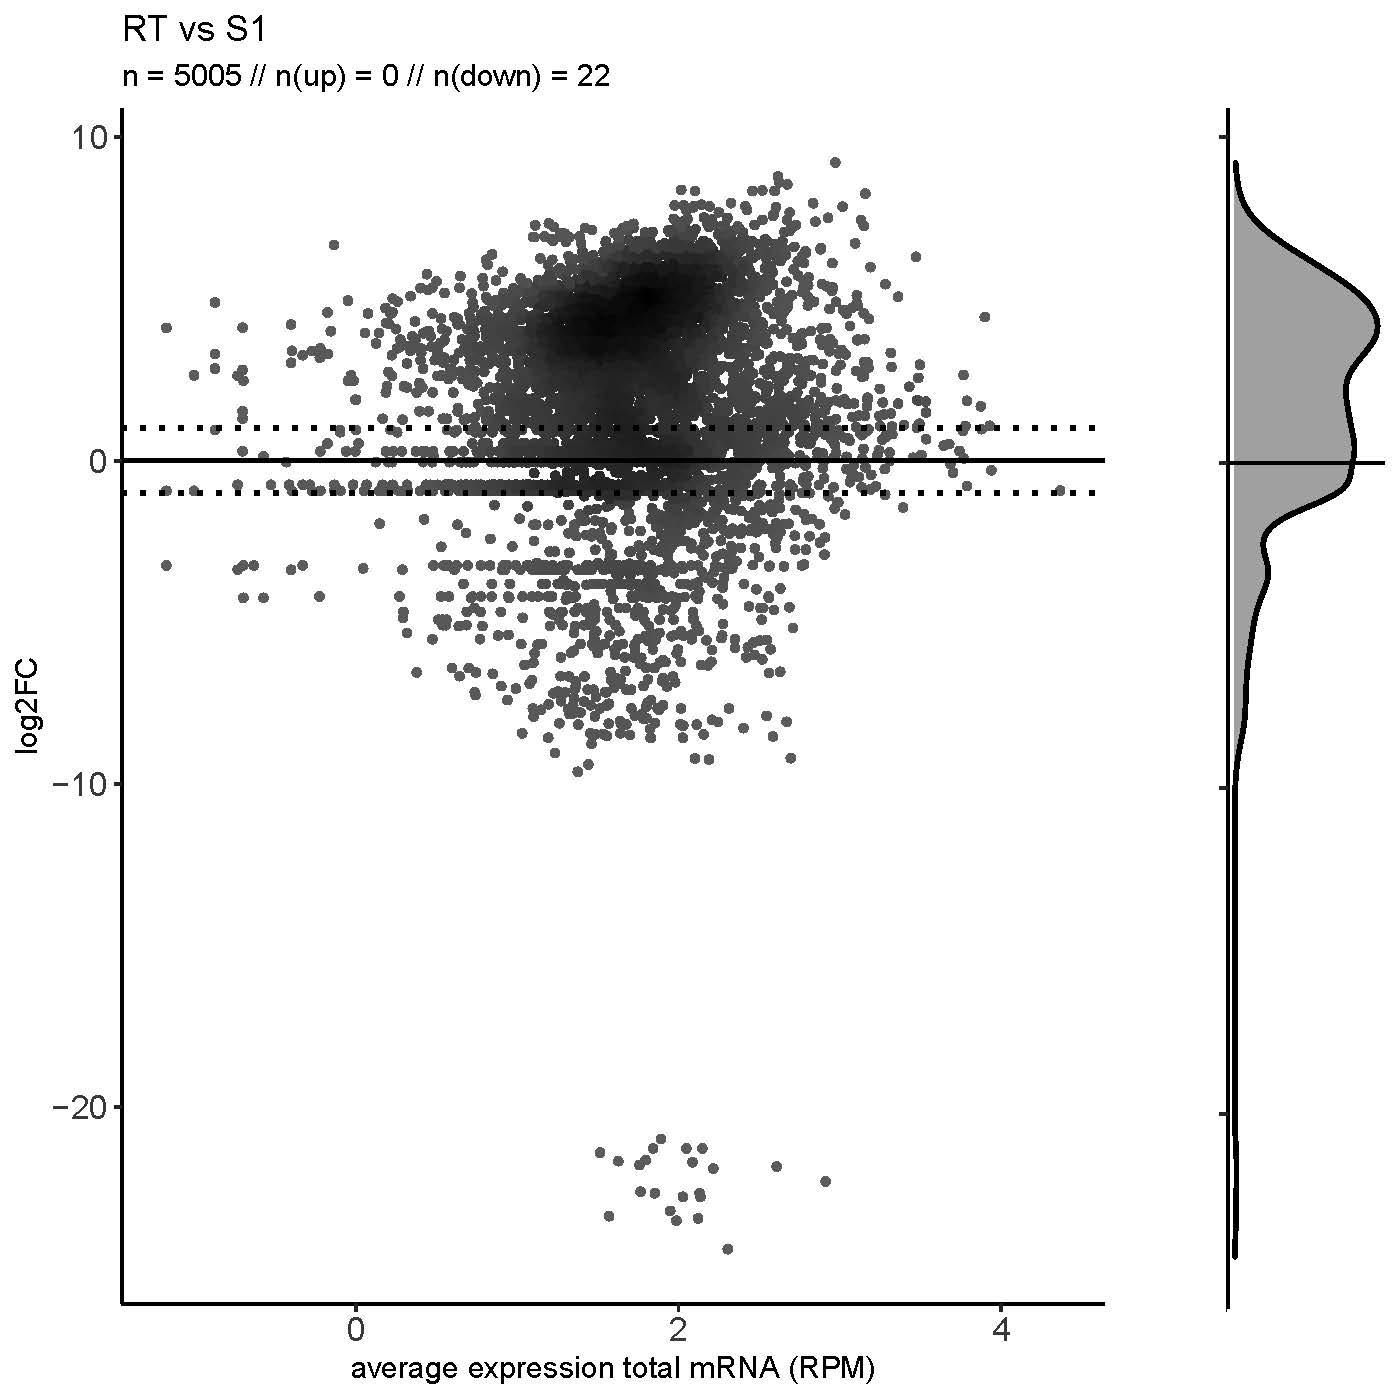 RT vs S1
n = 5005 // n(up) = 0 // n(down) = 22
10
0
−10
−20
log2FC
0
2
4
average expression total mRNA (RPM)